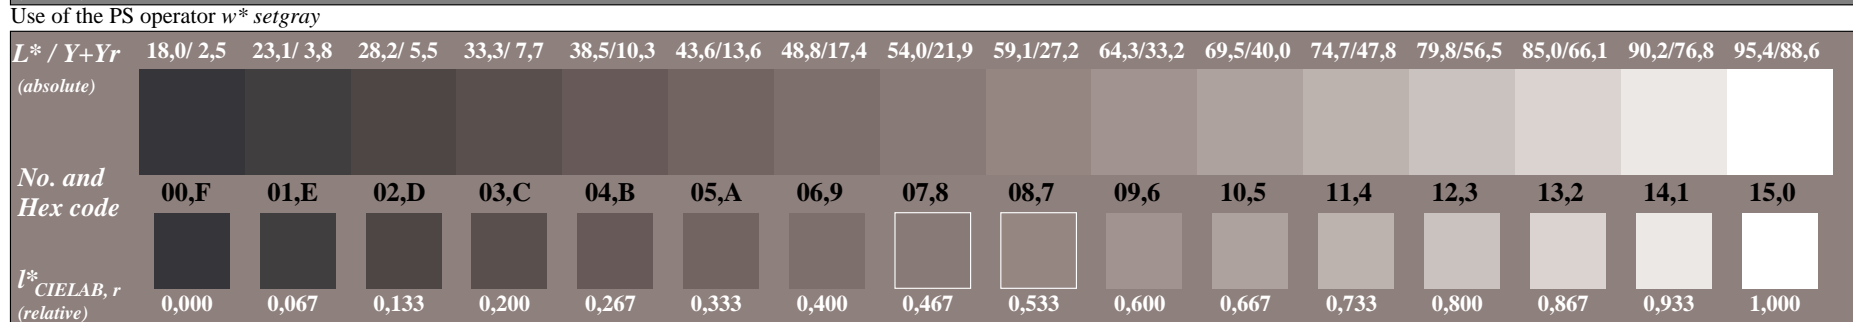 Use of the PS operator w* setgray
L* / Y+Yr 18,0/ 2,5 23,1/ 3,8 28,2/ 5,5 33,3/ 7,7 38,5/10,3 43,6/13,6 48,8/17,4 54,0/21,9 59,1/27,2 64,3/33,2 69,5/40,0 74,7/47,8 79,8/56,5 85,0/66,1 90,2/76,8 95,4/88,6
(absolute)
No. and
Hex code 00,F 01,E 02,D 03,C 04,B 05,A 06,9 07,8 08,7 09,6 10,5 11,4 12,3 13,2 14,1 15,0
l*CIELAB, r
(relative) 0,000 0,067 0,133 0,200 0,267 0,333 0,400 0,467 0,533 0,600 0,667 0,733 0,800 0,867 0,933 1,000